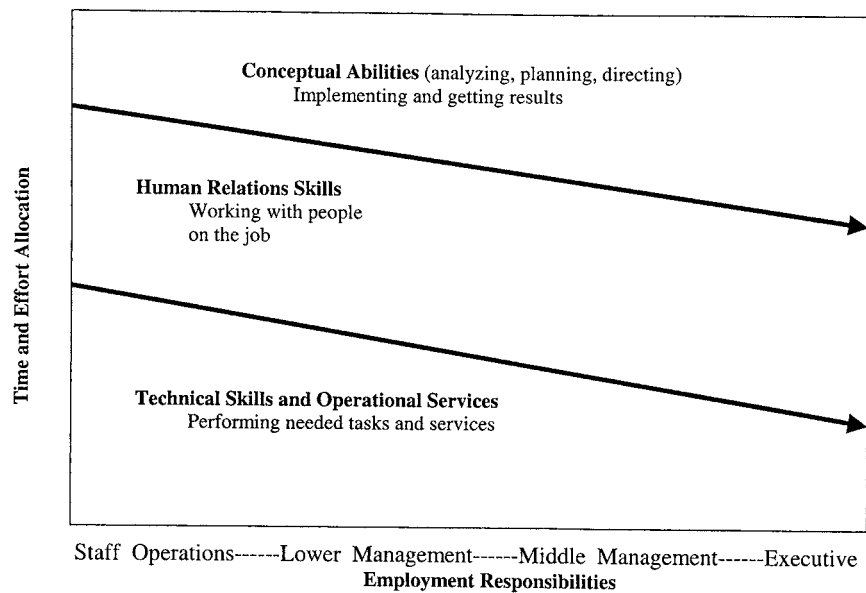 Conceptual Abilities (analyzing, planning, directing)
Implementing and getting results
Human Relations Skills
Working with people
on the job
Time and Effort Allocation
Technical Skills and Operational Services
Performing needed tasks and services
Staff Operations------Lower Management------Middle Management------Executive
Employment Responsibilities